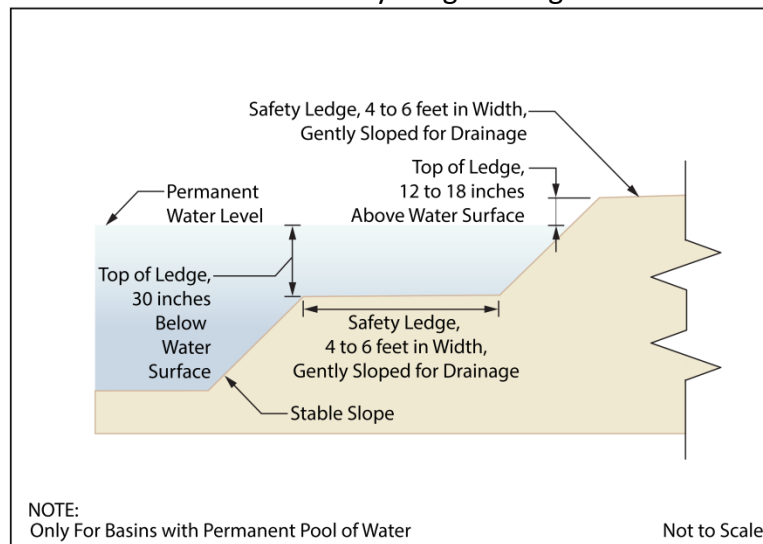 Safety Ledge, 4 to 6 feet in Width,
Gently Sloped for Drainage
Top of Ledge,
12 to 18 inches
Above Water Surface
Permanent
Water Level
Top of Ledge,
30 inches
Below
Water
Surface
Safety Ledge,
4 to 6 feet in Width,
Gently Sloped for Drainage
Stable Slope
NOTE:
Only For Basins with Permanent Pool of Water
Not to Scale